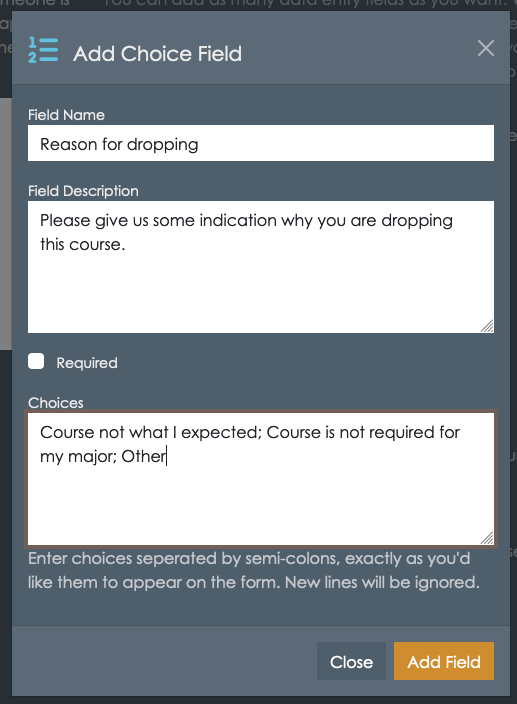 You can add as many data entry fields as you want.
Add Choice Field
Field Name
Reason for dropping
Field Description
Please give us some indication why you are dropping
this course.
Required
Choices
Course not what I expected; Course is not required for
my major; Other
Enter choices seperated by semi-colons, exactly as you'd
like them to appear on the form. New lines will be ignored.
Close
Add Field